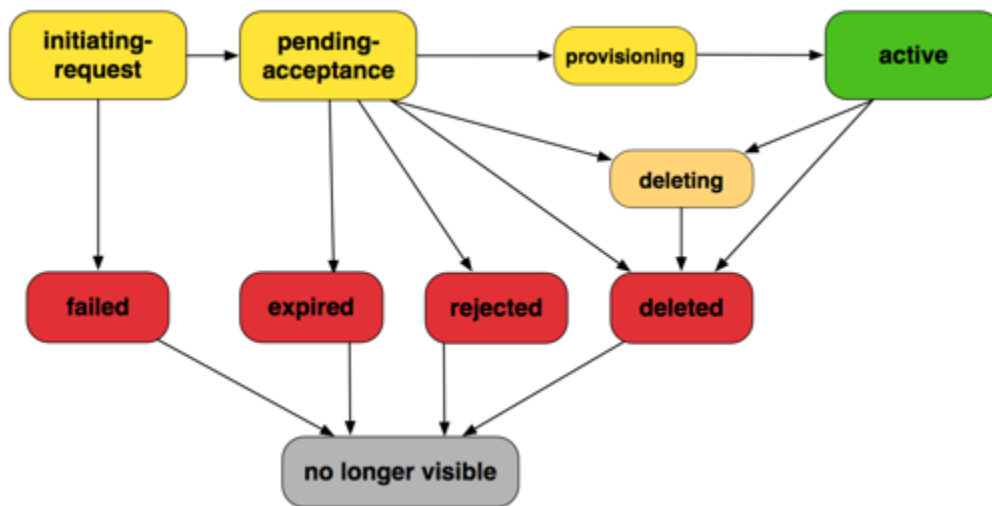 initiating-
request
pending-
acceptance
provisioning
active
deleting
failed
expired
rejected
deleted
no longer visible